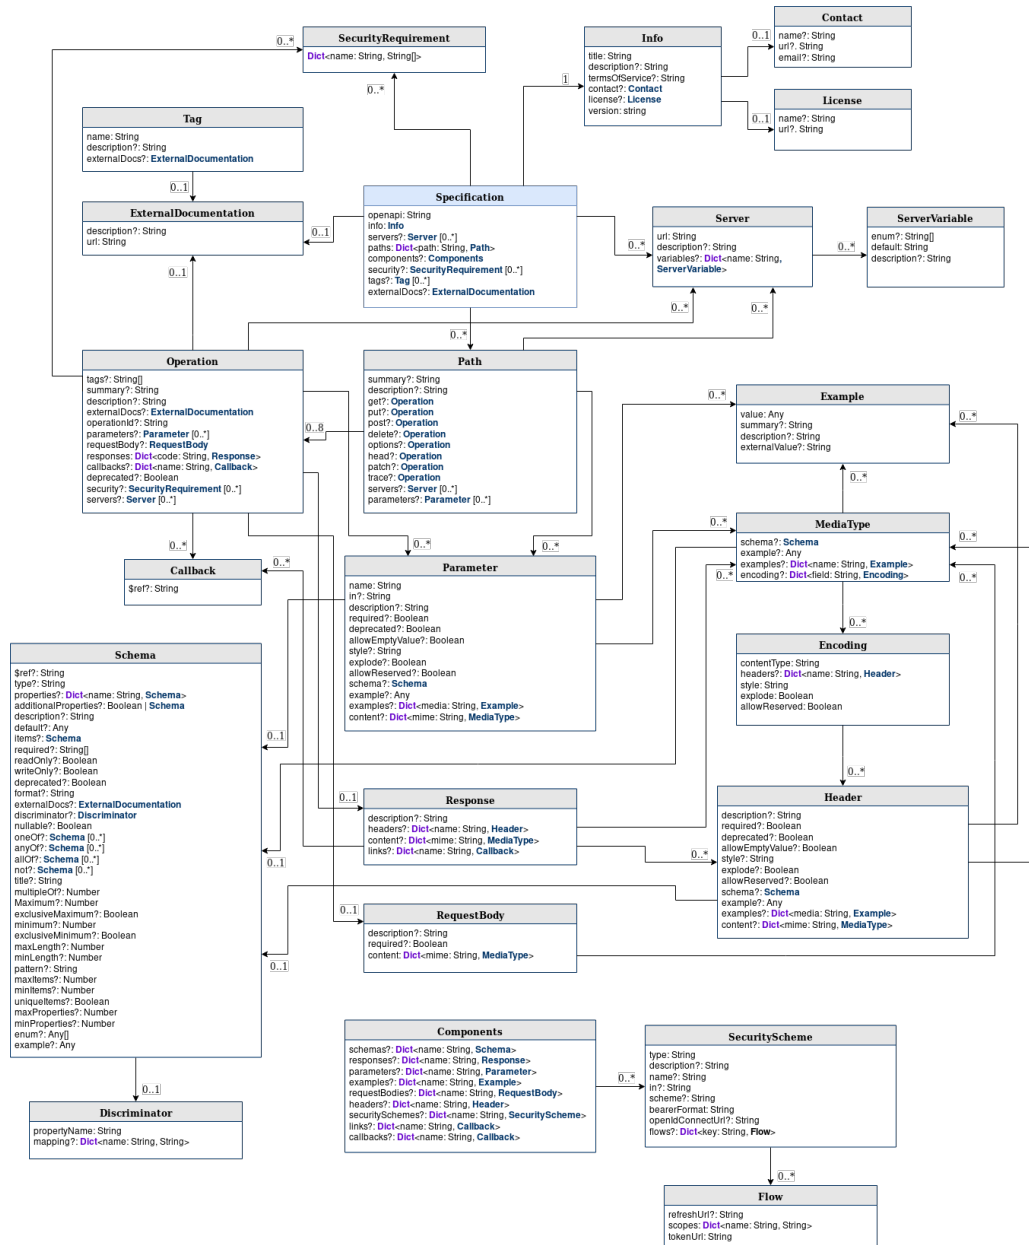 Contact
name?: String
url?. String
email?: String
0..1
SecurityRequirement
Dict<name: String, String[]>
0..*
0..*
Info
title: String
description?: String
termsOfService?: String
contact?: Contact
license?: License
version: string
1
License
name?: String
url?. String
0..1
Tag
name: String
description?: String
externalDocs?: ExternalDocumentation
0..1
ExternalDocumentation
description?: String
url: String
0..1
0..1
Specification
openapi: String
info: Info
servers?: Server [0..*]
paths: Dict<path: String, Path>
components?: Components
security?: SecurityRequirement [0..*]
tags?: Tag [0..*]
externalDocs?: ExternalDocumentation
0..*
Server
url: String
description?: String
variables?: Dict<name: String,
ServerVariable>
0..*
0..*
0..*
0..*
ServerVariable
enum?: String[]
default: String
description?: String
Operation
tags?: String[]
summary?: String
description?: String
externalDocs?: ExternalDocumentation
operationId?: String
parameters?: Parameter [0..*]
requestBody?: RequestBody
responses: Dict<code: String, Response>
callbacks?: Dict<name: String, Callback>
deprecated?: Boolean
security?: SecurityRequirement [0..*]
servers?: Server [0..*]
0..8
Path
summary?: String
description?: String
get?: Operation
put?: Operation
post?: Operation
delete?: Operation
options?: Operation
head?: Operation
patch?: Operation
trace?: Operation
servers?: Server [0..*]
parameters?: Parameter [0..*]
0..*
Example
value: Any
summary?: String
description?: String
externalValue?: String
0..*
0..*
0..*
MediaType
schema?: Schema
example?: Any
examples?: Dict<name: String, Example>
encoding?: Dict<field: String, Encoding>
0..*
0..*
0..*
0..*
0..*
Callback
$ref?: String
0..*
0..*
0..*
Parameter
name: String
in?: String
description?: String
required?: Boolean
deprecated?: Boolean
allowEmptyValue?: Boolean
style?: String
explode?: Boolean
allowReserved?: Boolean
schema?: Schema
example?: Any
examples?: Dict<media: String, Example>
content?: Dict<mime: String, MediaType>
0..*
Encoding
contentType: String
headers?: Dict<name: String, Header>
style: String
explode: Boolean
allowReserved: Boolean
0..*
Schema
$ref?: String
type?: String
properties?: Dict<name: String, Schema>
additionalProperties?: Boolean | Schema
description?: String
default?: Any
items?: Schema
required?: String[]
readOnly?: Boolean
writeOnly?: Boolean
deprecated?: Boolean
format?: String
externalDocs?: ExternalDocumentation
discriminator?: Discriminator
nullable?: Boolean
oneOf?: Schema [0..*]
anyOf?: Schema [0..*]
allOf?: Schema [0..*]
not?: Schema [0..*]
title?: String
multipleOf?: Number
Maximum?: Number
exclusiveMaximum?: Boolean
minimum?: Number
exclusiveMinimum?: Boolean
maxLength?: Number
minLength?: Number
pattern?: String
maxItems?: Number
minItems?: Number
uniqueItems?: Boolean
maxProperties?: Number
minProperties?: Number
enum?: Any[]
example?: Any
0..1
0..1
0..1
0..1
Response
description?: String
headers?: Dict<name: String, Header>
content?: Dict<mime: String, MediaType>
links?: Dict<name: String, Callback>
0..*
Header
description?: String
required?: Boolean
deprecated?: Boolean
allowEmptyValue?: Boolean
style?: String
explode?: Boolean
allowReserved?: Boolean
schema?: Schema
example?: Any
examples?: Dict<media: String, Example>
content?: Dict<mime: String, MediaType>
0..1
RequestBody
description?: String
required?: Boolean
content: Dict<mime: String, MediaType>
Components
schemas?: Dict<name: String, Schema>
responses?: Dict<name: String, Response>
parameters?: Dict<name: String, Parameter>
examples?: Dict<name: String, Example>
requestBodies?: Dict<name: String, RequestBody>
headers?: Dict<name: String, Header>
securitySchemes?: Dict<name: String, SecurityScheme>
links?: Dict<name: String, Callback>
callbacks?: Dict<name: String, Callback>
0..*
SecurityScheme
type: String
description?: String
name?: String
in?: String
scheme?: String
bearerFormat: String
openIdConnectUrl?: String
flows?: Dict<key: String, Flow>
0..1
Discriminator
propertyName: String
mapping?: Dict<name: String, String>
0..*
Flow
refreshUrl?: String
scopes: Dict<name: String, String>
tokenUrl: String